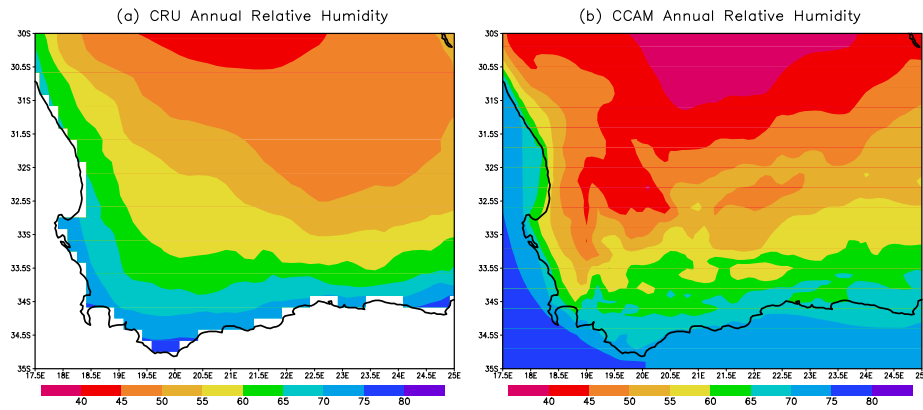 (a) CRU Annual Relative Humidity
30S
30.5S
31S
31.5S
32S
32.5S
33S
33.5S
34S
34.5S
35S
17.5E 18E 18.5E 19E 19.5E 20E 20.5E 21E 21.5E 22E 22.5E 23E 23.5E 24E 24.5E 25E
40 45 50 55 60 65 70 75 80
(b) CCAM Annual Relative Humidity
30S
30.5S
31S
31.5S
32S
32.5S
33S
33.5S
34S
34.5S
35S
17.5E 18E 18.5E 19E 19.5E 20E 20.5E 21E 21.5E 22E 22.5E 23E 23.5E 24E 24.5E 25E
40 45 50 55 60 65 70 75 80